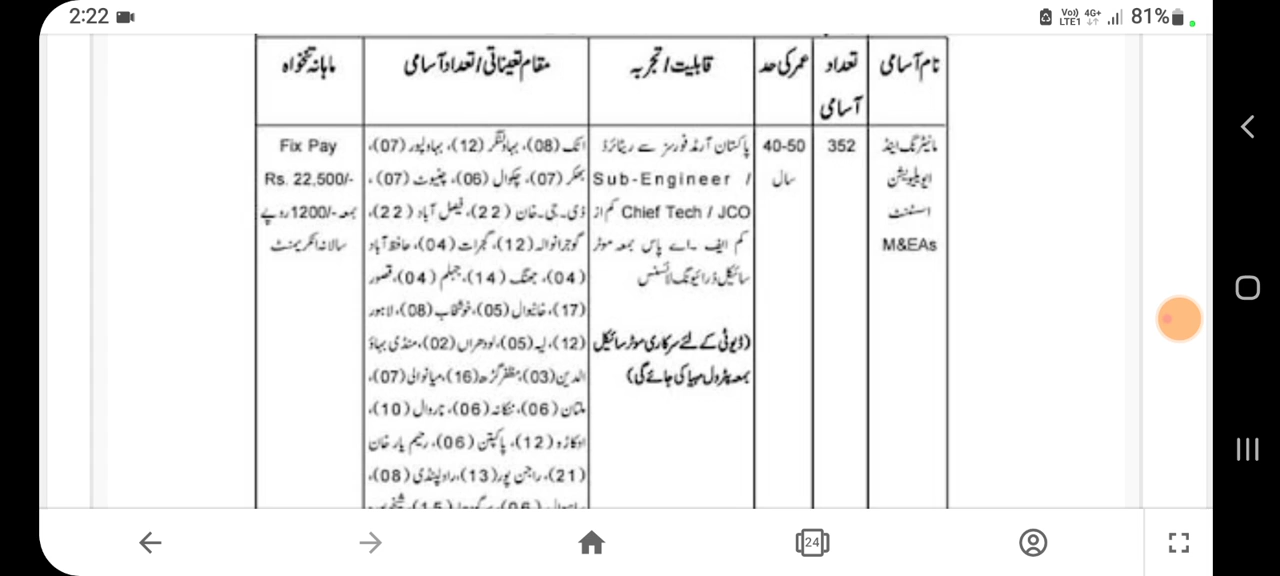 2:22
Vo)) 4G+
LTE1
81%
نام آسامی
تعداد
آسامی
عمر کی حد
قابلیت/تجربہ
مقام تعیناتی/تعداد آسامی
ماہانہ تنخواہ
مانیٹرنگ اینڈ
ایویلیویشن
اسسٹنٹ
M&EAs
352
40-50
سال
پاکستان آرمڈ فورسز سے ریٹائرڈ
Sub-Engineer /
Chief Tech / JCO کم از
کم ایف۔اے پاس بمعہ موٹر
سائیکل ڈرائیونگ لائسنس
(ڈیوٹی کے لئے سرکاری موٹر سائیکل
بمعہ پٹرول مہیا کی جائے گی)
اٹک (08)، بہاولنگر (12)، بہاولپور (07)،
بھکر (07)، چکوال (06)، چنیوٹ (07)،
ڈی۔جی۔خان (22)، فیصل آباد (22)،
گوجرانوالہ (12)، گجرات (04)، حافظ آباد
(04)، جھنگ (14)، جہلم (04)، قصور
(17)، خانیوال (05)، خوشاب (08)، لاہور
(12)، لیہ (05)، لودھراں (02)، منڈی بہاؤ
الدین (03)، مظفرگڑھ (16)، میانوالی (07)،
ملتان (06)، ننکانہ (06)، نارووال (10)،
اوکاڑہ (12)، پاکپتن (06)، رحیم یار خان
(21)، راجن پور (13)، راولپنڈی (08)،
Fix Pay
Rs. 22,500/-
بمعہ -/1200 روپے
سالانہ انکریمنٹ
24